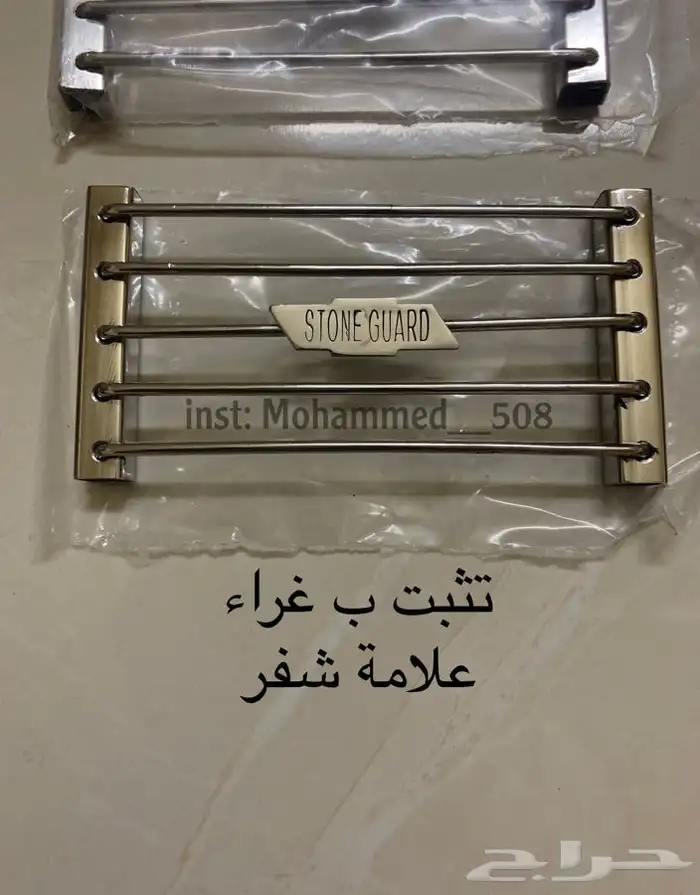 STONE GUARD
inst: Mohammed__508
تثبت ب غراء
علامة شفر
حراج